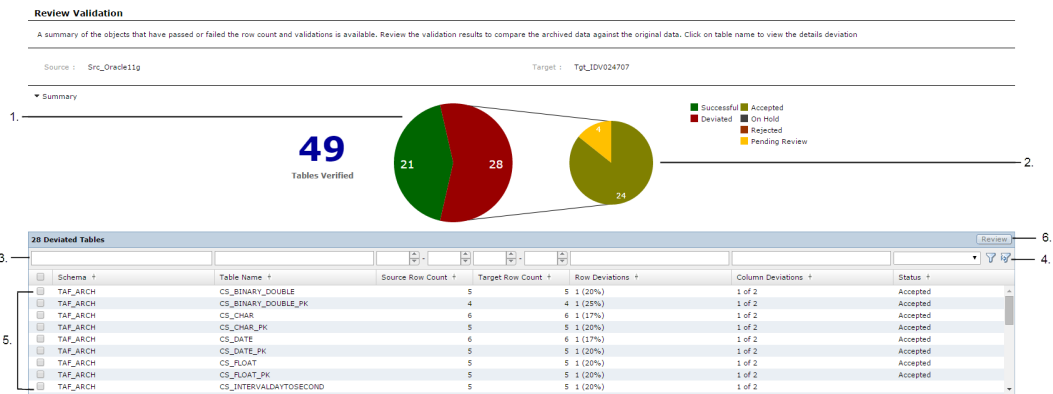 Review Validation
A summary of the objects that have passed or failed the row count and validations is available. Review the validation results to compare the archived data against the original data. Click on table name to view the details deviation
Source : Src_Oracle11g Target : Tgt_IDV024707
Summary
1.
Successful Accepted
Deviated On Hold
Rejected
Pending Review
49
Tables Verified
21 28
4
24
2.
28 Deviated Tables Review 6.
3. - - 4.
Schema Table Name Source Row Count Target Row Count Row Deviations Column Deviations Status
TAF_ARCH CS_BINARY_DOUBLE 5 5 1 (20%) 1 of 2 Accepted
TAF_ARCH CS_BINARY_DOUBLE_PK 4 4 1 (25%) 1 of 2 Accepted
TAF_ARCH CS_CHAR 6 6 1 (17%) 1 of 2 Accepted
TAF_ARCH CS_CHAR_PK 5 5 1 (20%) 1 of 2 Accepted
5.
TAF_ARCH CS_DATE 6 6 1 (17%) 1 of 2 Accepted
TAF_ARCH CS_DATE_PK 5 5 1 (20%) 1 of 2 Accepted
TAF_ARCH CS_FLOAT 5 5 1 (20%) 1 of 2 Accepted
TAF_ARCH CS_FLOAT_PK 5 5 1 (20%) 1 of 2 Accepted
TAF_ARCH CS_INTERVALDAYTOSECOND 5 5 1 (20%) 1 of 2